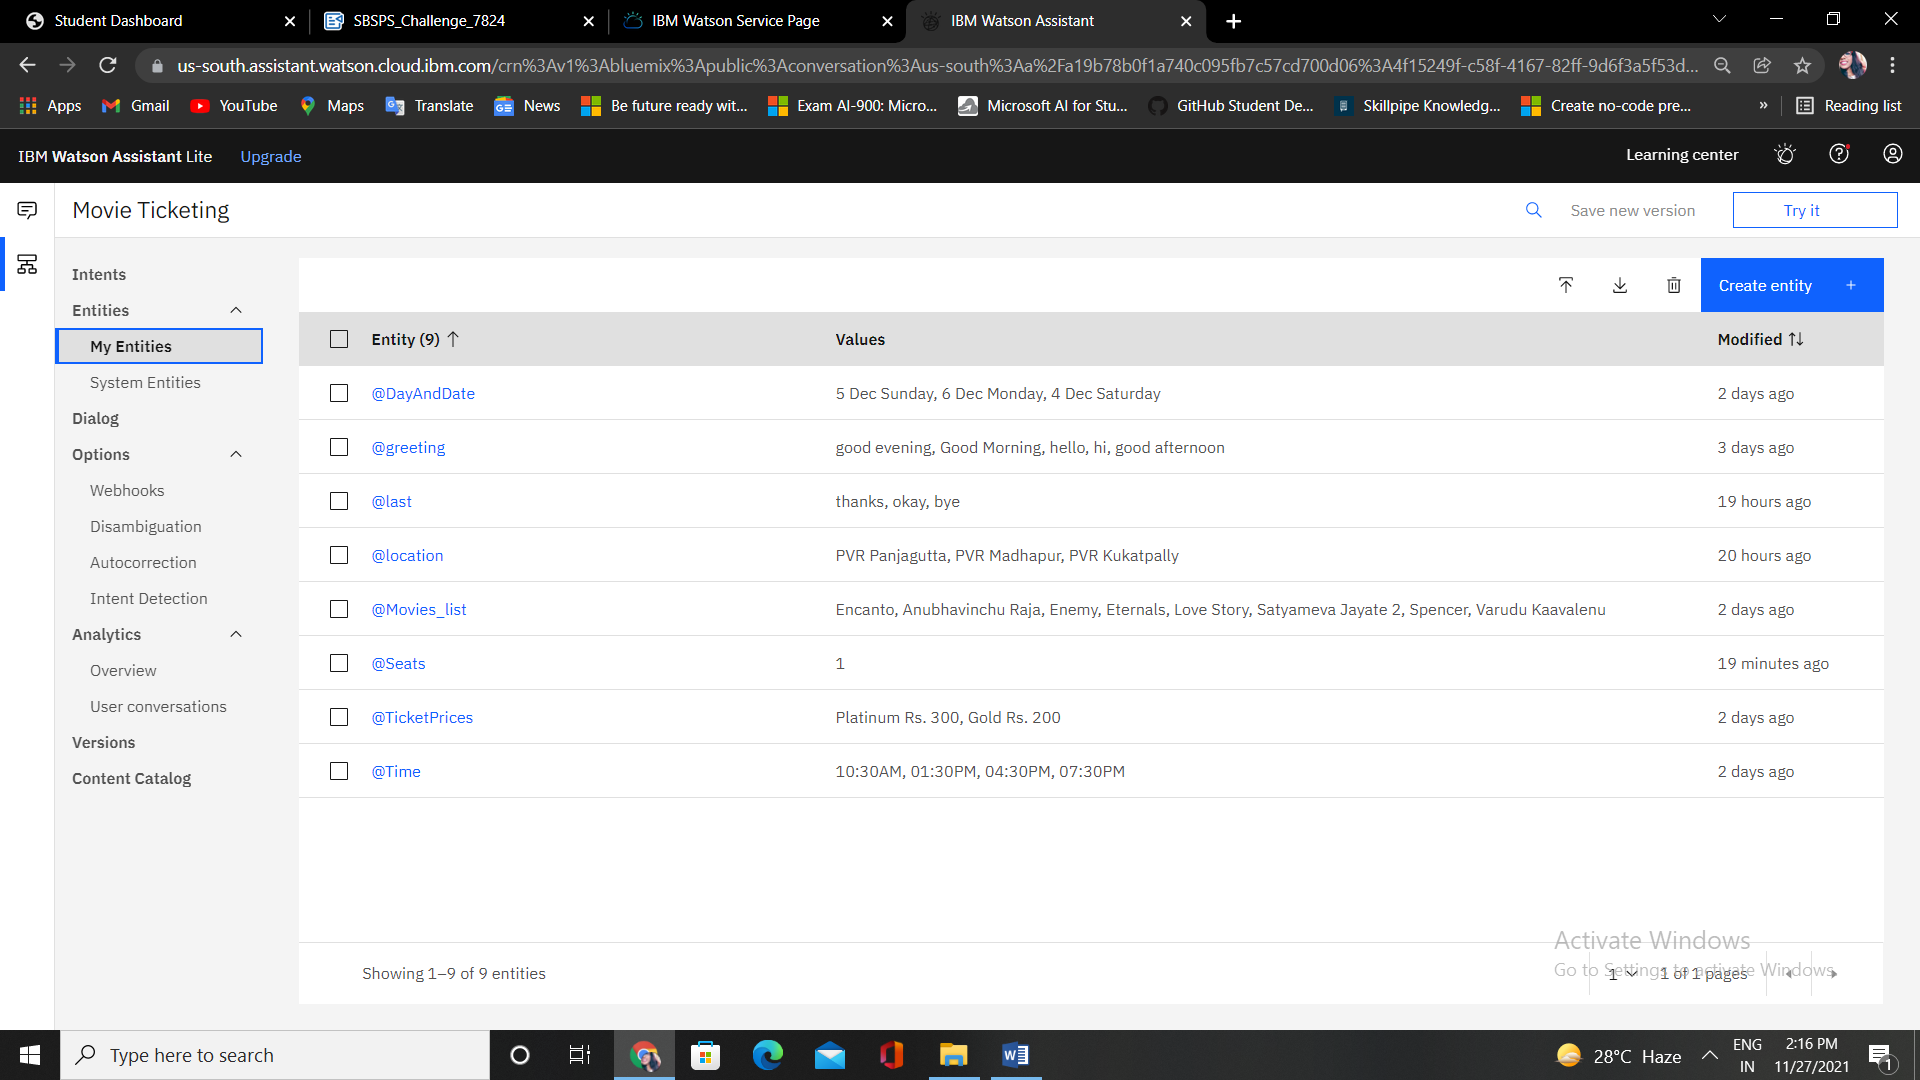 Student Dashboard
SBSPS_Challenge_7824
IBM Watson Service Page
IBM Watson Assistant
us-south.assistant.watson.cloud.ibm.com/crn%3Av1%3Abluemix%3Apublic%3Aconversation%3Aus-south%3Aa%2Fa19b78b0f1a740c095fb7c57cd700d06%3A4f15249f-c58f-4167-82ff-9d6f3a5f53d...
Apps Gmail YouTube Maps Translate News Be future ready wit... Exam AI-900: Micro... Microsoft AI for Stu... GitHub Student De... Skillpipe Knowledg... Create no-code pre... » Reading list
IBM Watson Assistant Lite Upgrade Learning center
Movie Ticketing Save new version Try it
Intents
Entities
My Entities
System Entities
Dialog
Options
Webhooks
Disambiguation
Autocorrection
Intent Detection
Analytics
Overview
User conversations
Versions
Content Catalog
Create entity +
Entity (9) Values Modified
@DayAndDate 5 Dec Sunday, 6 Dec Monday, 4 Dec Saturday 2 days ago
@greeting good evening, Good Morning, hello, hi, good afternoon 3 days ago
@last thanks, okay, bye 19 hours ago
@location PVR Panjagutta, PVR Madhapur, PVR Kukatpally 20 hours ago
@Movies_list Encanto, Anubhavinchu Raja, Enemy, Eternals, Love Story, Satyameva Jayate 2, Spencer, Varudu Kaavalenu 2 days ago
@Seats 1 19 minutes ago
@TicketPrices Platinum Rs. 300, Gold Rs. 200 2 days ago
@Time 10:30AM, 01:30PM, 04:30PM, 07:30PM 2 days ago
Showing 1–9 of 9 entities
1 1 of 1 pages
Activate Windows
Go to Settings to activate Windows.
Type here to search
28°C Haze
ENG
IN
2:16 PM
11/27/2021
1